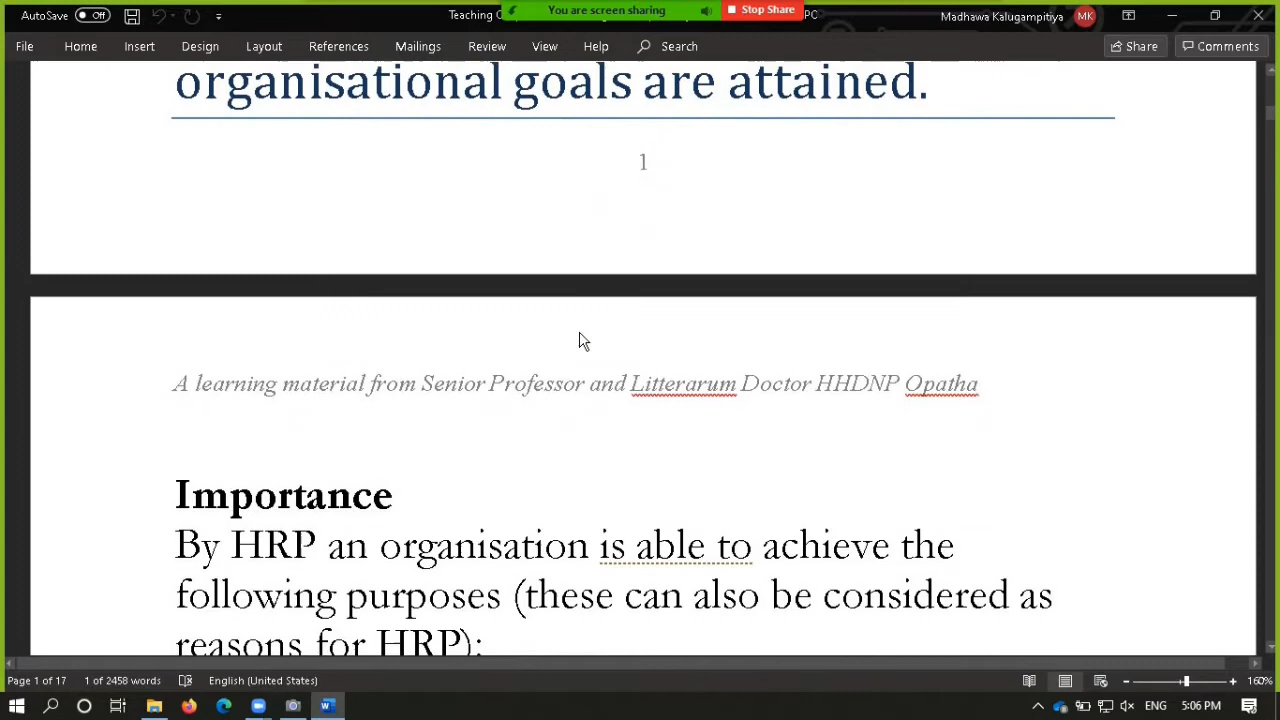 AutoSave Off
Teaching
You are screen sharing
Stop Share
PC
Madhawa Kalugampitiya MK
File Home Insert Design Layout References Mailings Review View Help Search Share Comments
organisational goals are attained.
1
A learning material from Senior Professor and Litterarum Doctor HHDNP Opatha
Importance
By HRP an organisation is able to achieve the
following purposes (these can also be considered as
reasons for HRP):
Page 1 of 17 1 of 2458 words English (United States) 160%
ENG 5:06 PM